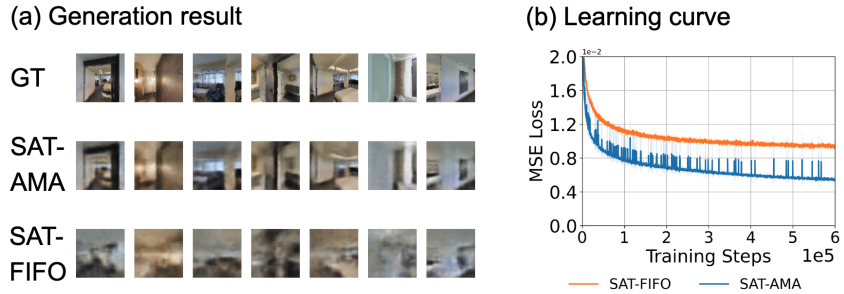 (a) Generation result
GT
SAT-
AMA
SAT-
FIFO
(b) Learning curve
1e−2
2.0
1.6
1.2
0.8
0.4
0.0
MSE Loss
0 1 2 3 4 5 6
Training Steps 1e5
SAT-FIFO SAT-AMA